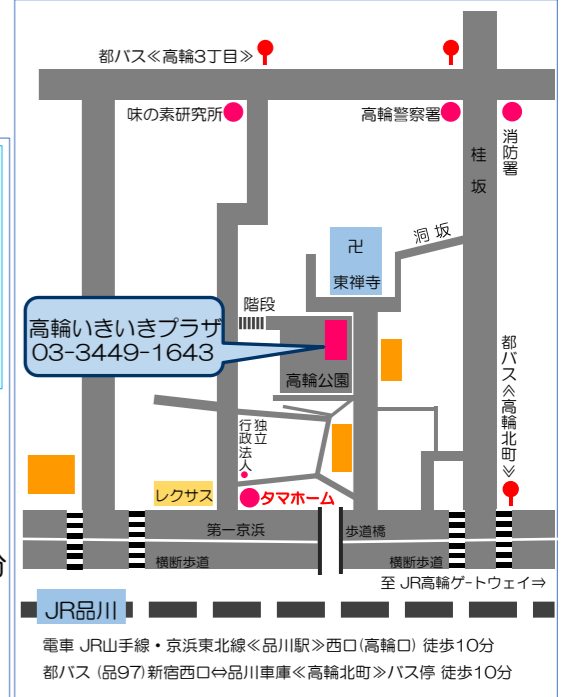 都バス≪高輪3丁目≫
味の素研究所
高輪警察署
消防署
桂坂
洞坂
卍
東禅寺
階段
高輪いきいきプラザ
03-3449-1643
高輪公園
都バス≪高輪北町≫
独立
行政法人
レクサス
タマホーム
第一京浜
歩道橋
横断歩道
横断歩道
分
至 JR高輪ゲートウェイ⇒
JR品川
電車 JR山手線・京浜東北線≪品川駅≫西口(高輪口) 徒歩10分
都バス (品97)新宿西口⇔品川車庫≪高輪北町≫バス停 徒歩10分